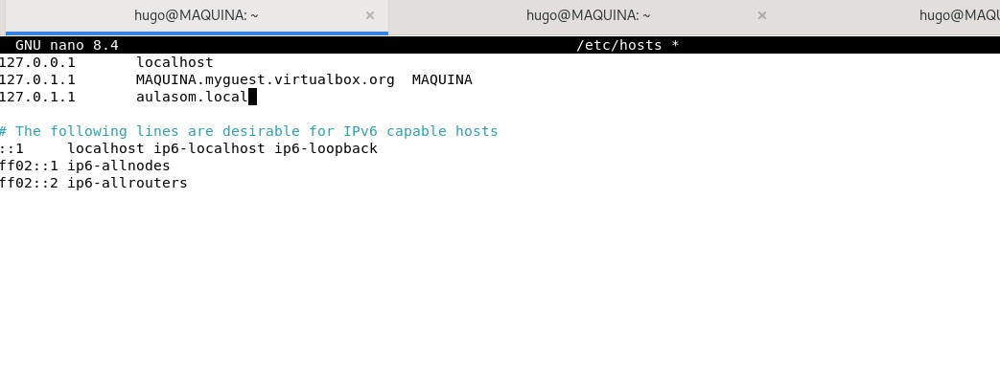 hugo@MAQUINA: ~ × hugo@MAQUINA: ~ × hugo@MAQU
GNU nano 8.4 /etc/hosts *
127.0.0.1 localhost
127.0.1.1 MAQUINA.myguest.virtualbox.org MAQUINA
127.0.1.1 aulasom.local
# The following lines are desirable for IPv6 capable hosts
::1 localhost ip6-localhost ip6-loopback
ff02::1 ip6-allnodes
ff02::2 ip6-allrouters